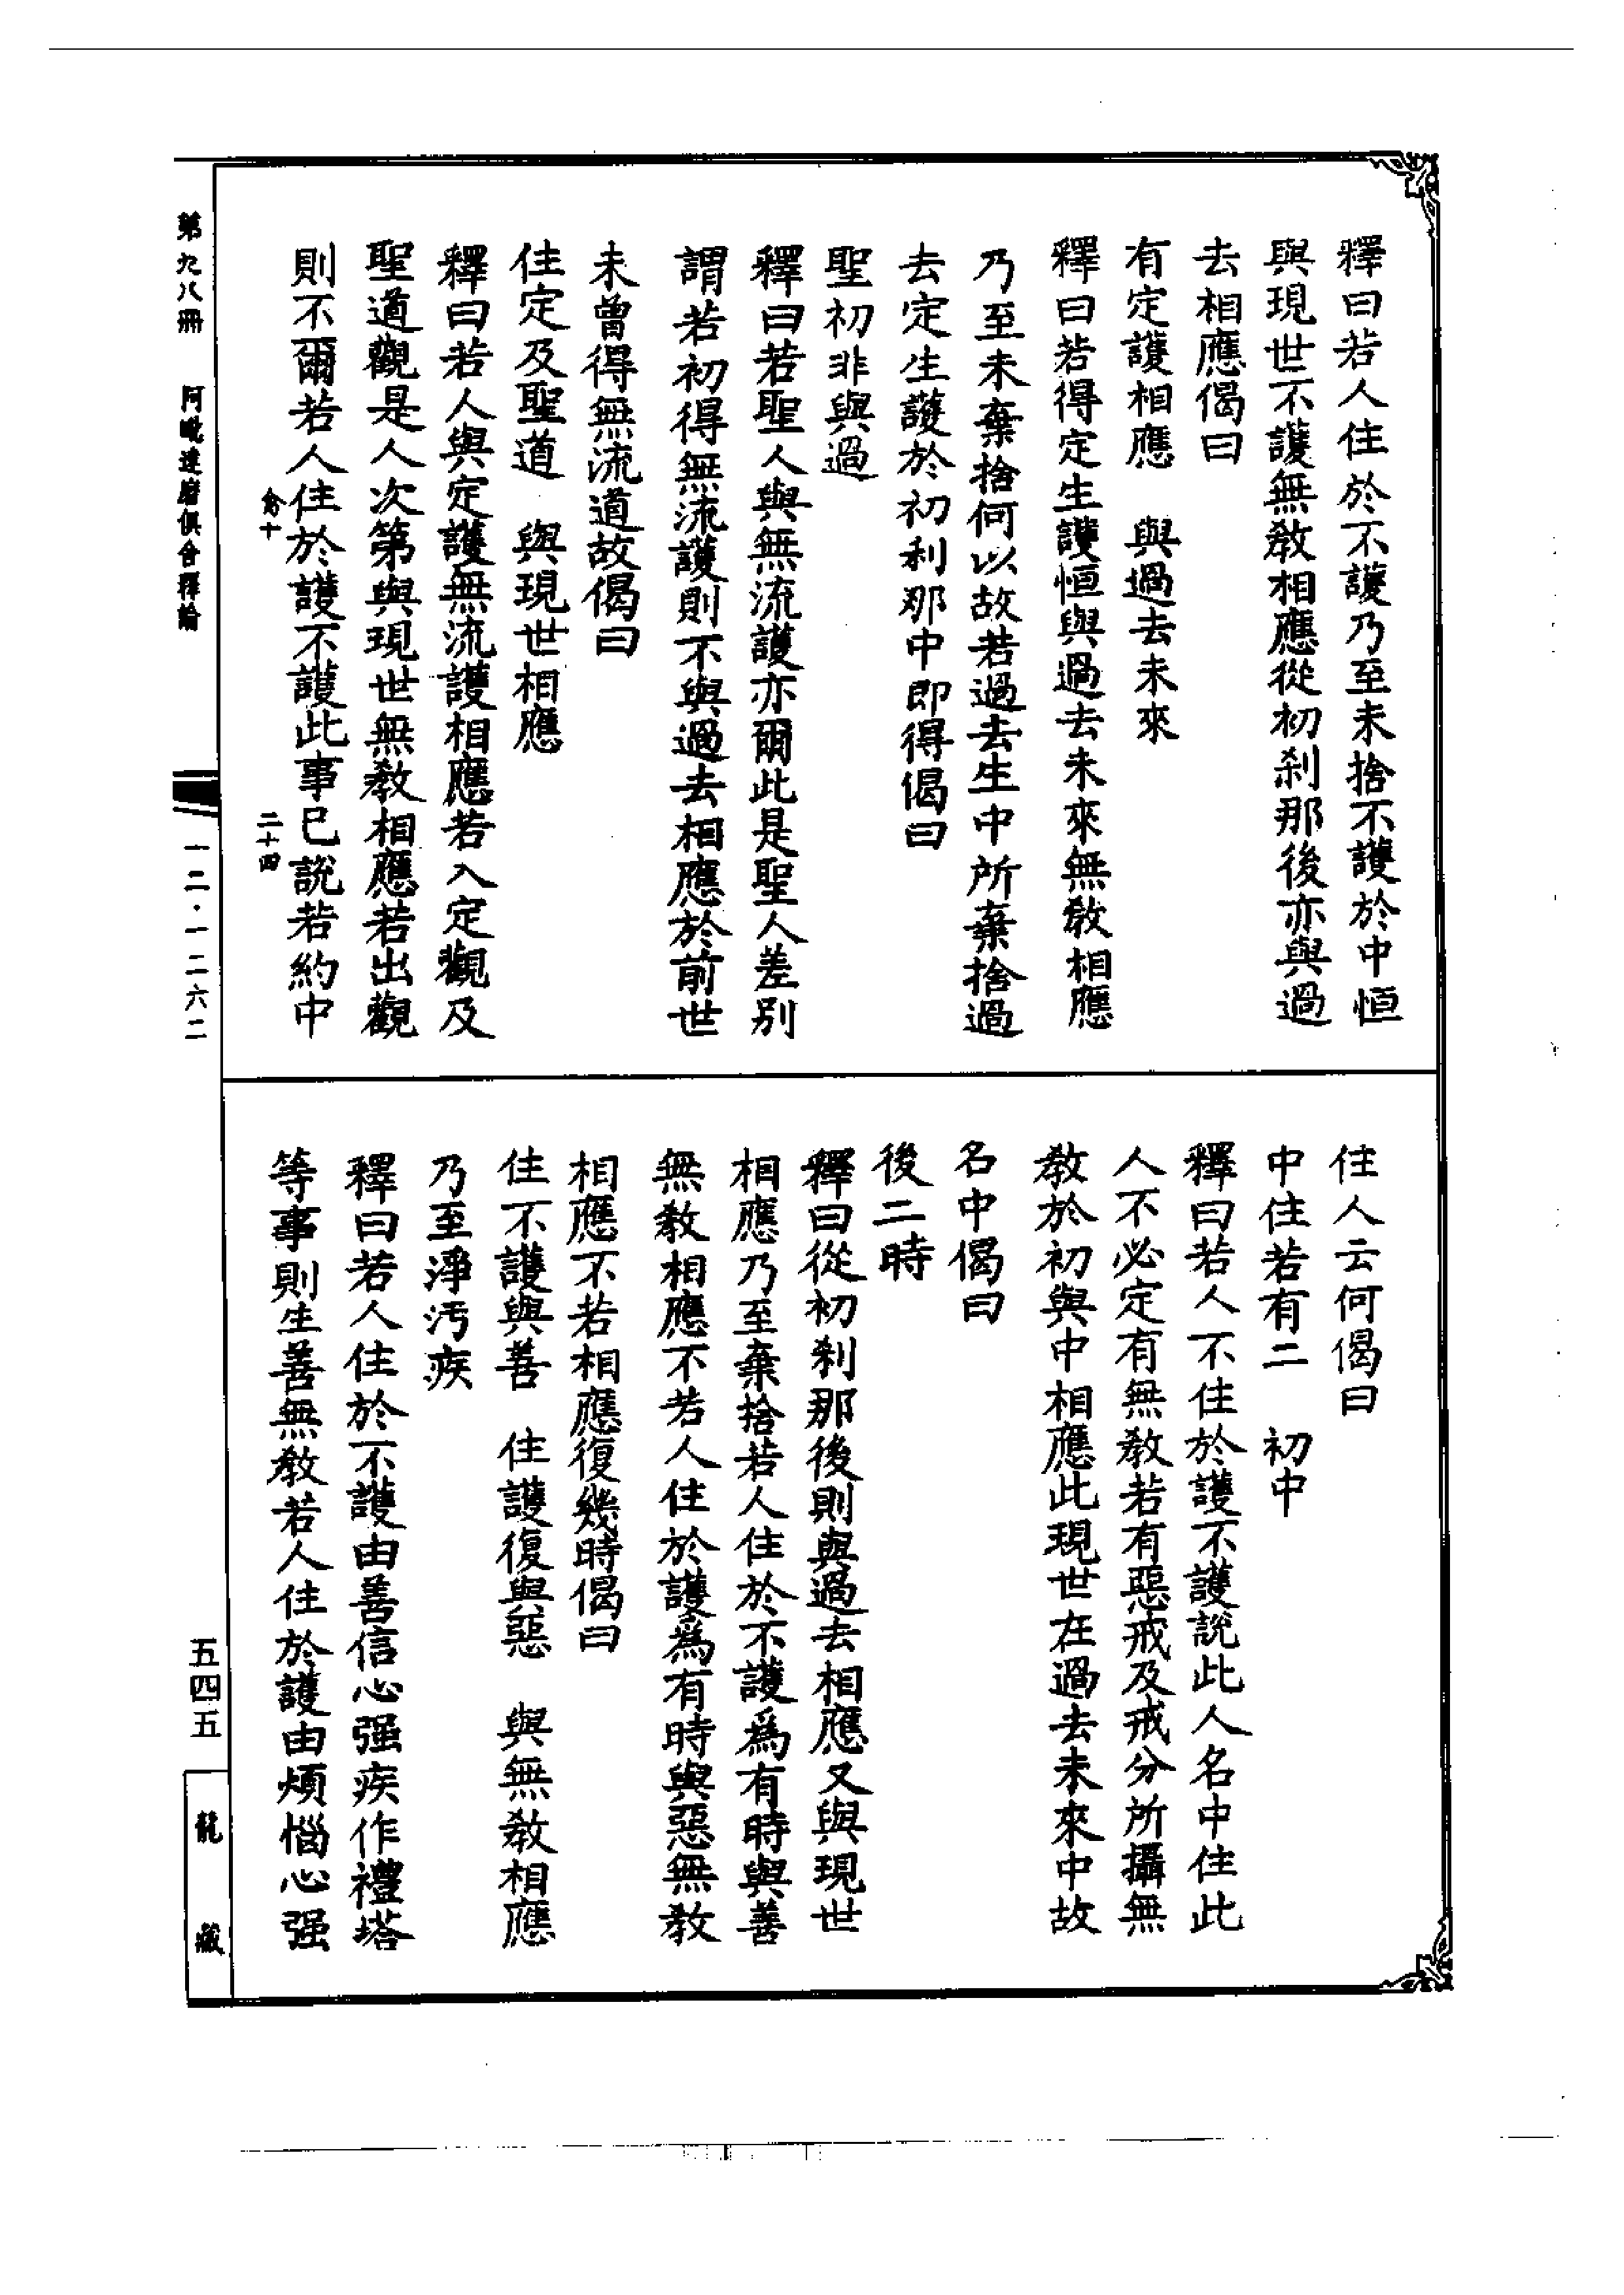 釋曰若人住於不護乃至未捨不護於中恒
與現世不護無教相應從初刹那後亦與過
去相應偈曰
有定護相應　與過去未來
釋曰若得定生護恒與過去未來無教相應
乃至未棄捨何以故若過去生中所棄捨過
去定生護於初刹那中即得偈曰
聖初非與過
釋曰若聖人與無流護亦爾此是聖人差別
謂若初得無流護則不與過去相應於前世
未曾得無流道故偈曰
住定及聖道　與現世相應
釋曰若人與定護無流護相應若入定觀及
聖道觀是人次第與現世無教相應若出觀
則不爾若人住於護不護此事已說若約中
二十四
第九八冊　阿毗達磨俱舍釋論　一二·一二六二
住人云何偈曰
中住若有二　初中
釋曰若人不住於護不護說此人名中住此
人不必定有無教若有惡戒及戒分所攝無
教於初與中相應此現世在過去未來中故
名中偈曰
後二時
釋曰從初刹那後則與過去相應又與現世
相應乃至棄捨若人住於不護為有時與善
無教相應不若人住於護為有時與惡無教
相應不若相應復幾時偈曰
住不護與善　住護復與惡　與無教相應
乃至淨污疾
釋曰若人住於不護由善信心强疾作禮塔
等事則生善無教若人住於護由煩惱心强
五四五
龍藏